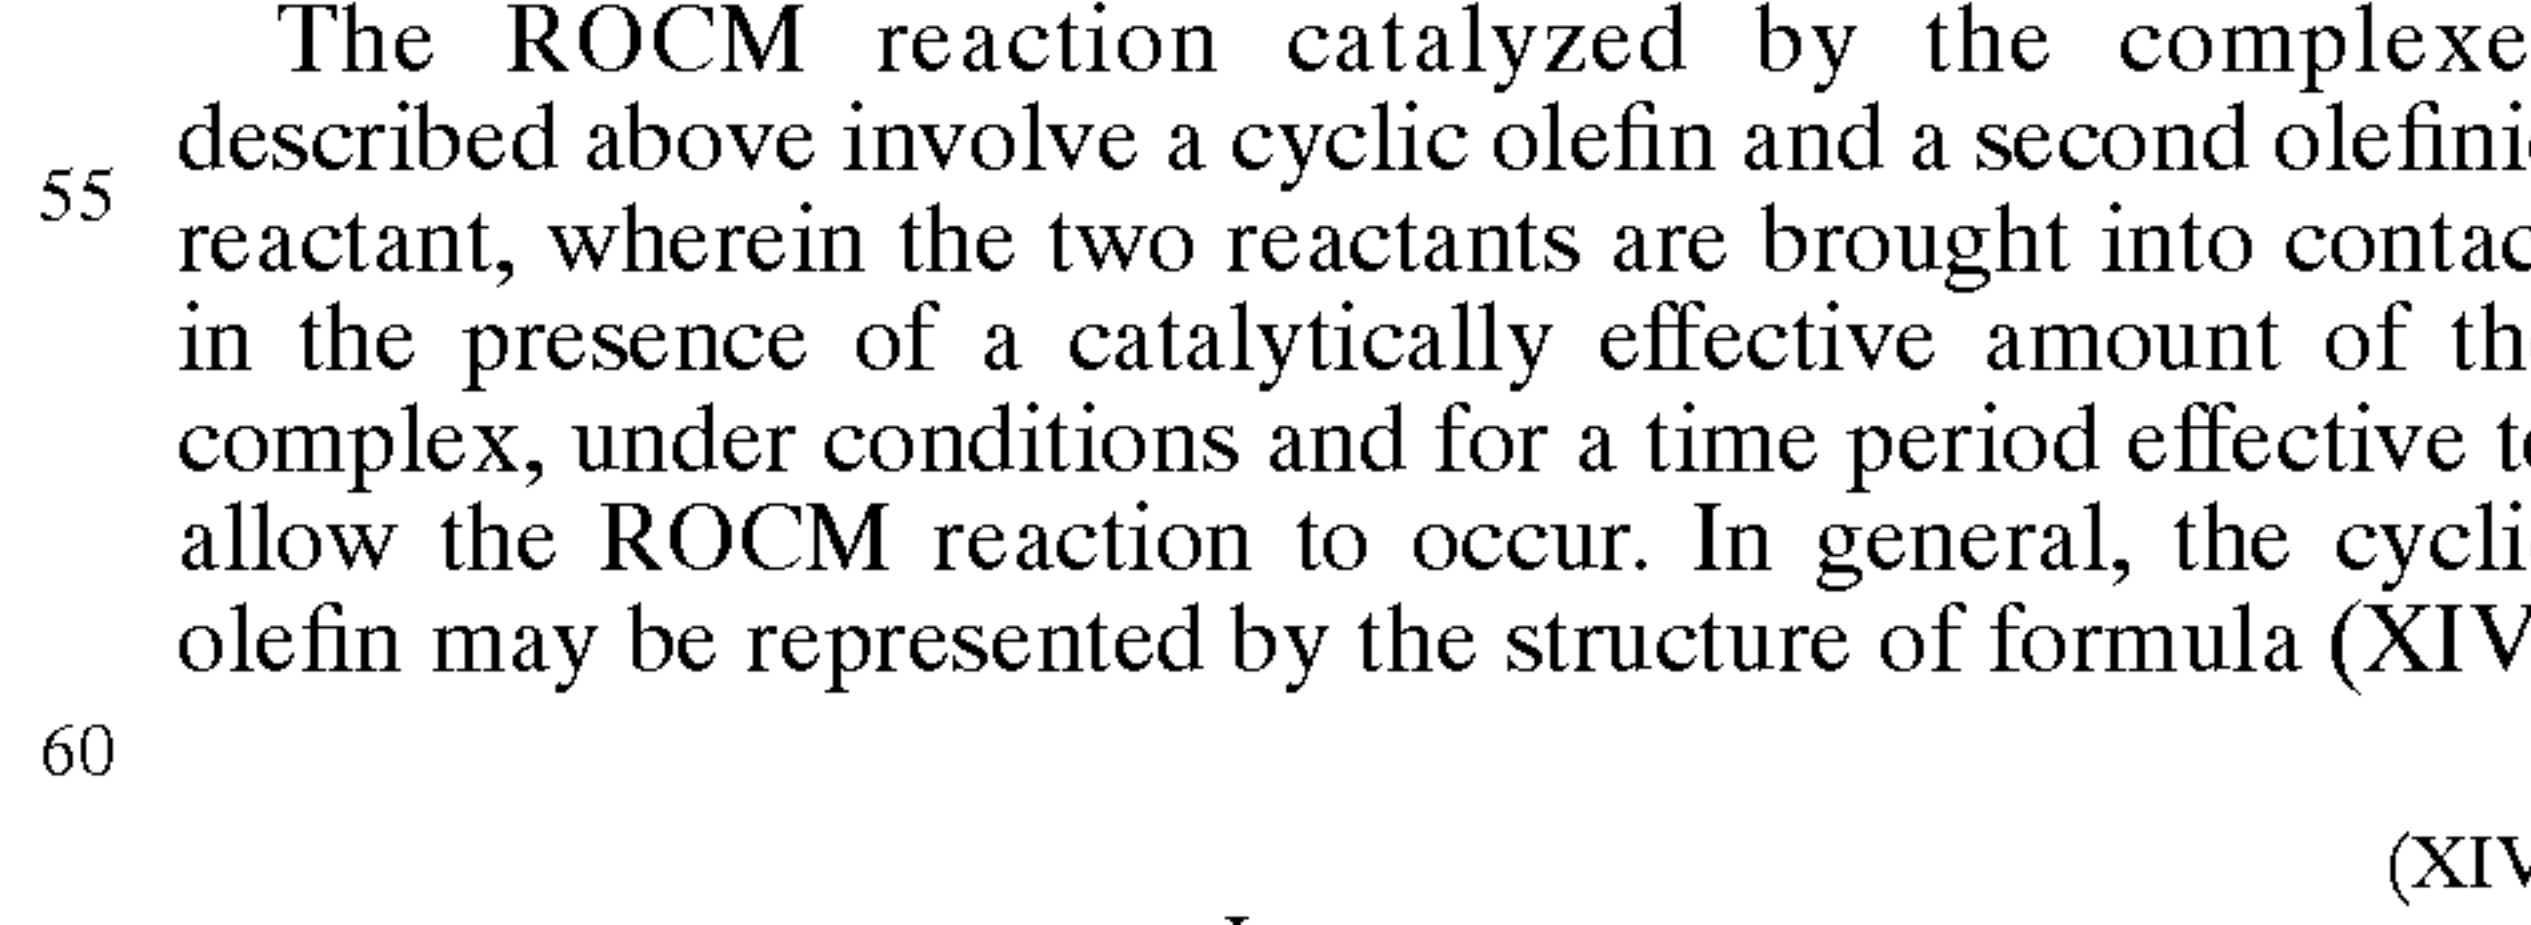 The ROCM reaction catalyzed by the complexe
described above involve a cyclic olefin and a second olefini
55
reactant, wherein the two reactants are brought into contac
in the presence of a catalytically effective amount of th
complex, under conditions and for a time period effective to
allow the ROCM reaction to occur. In general, the cycli
olefin may be represented by the structure of formula (XIV
60
(XIV